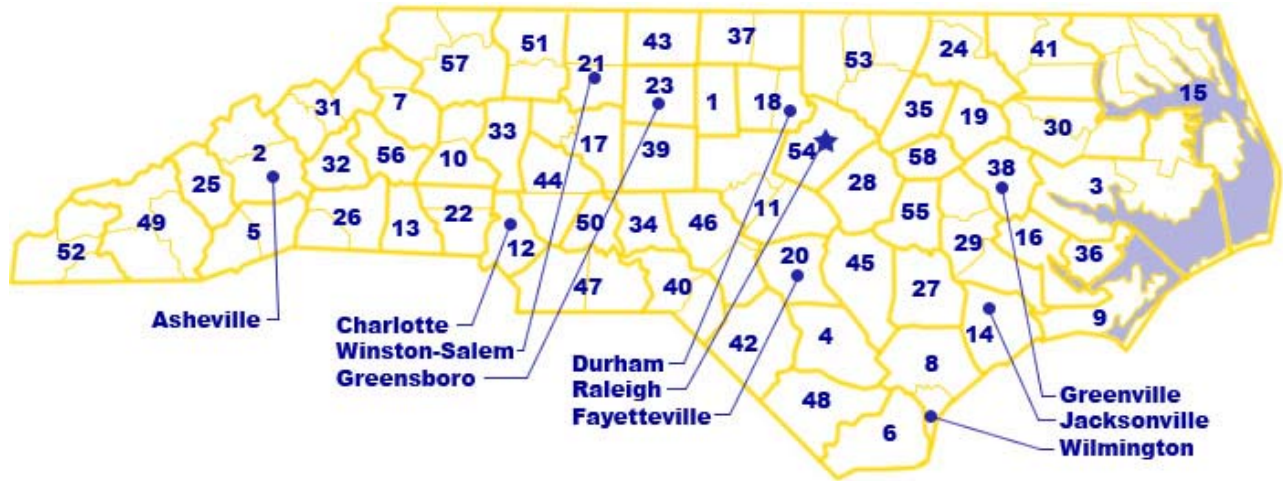 51 43 37 24 41
57 21 53
23 15
7 1 18 35 19
31 33 30
2 32 56 10 17 39 54 58 38
25 44 28 3
49 5 26 13 22 50 34 46 11 55 29 16
52 12 20 45 36
47 40 27 9
42 4 14
8
48
6
Asheville
Charlotte
Winston-Salem
Greensboro
Durham
Raleigh
Fayetteville
Greenville
Jacksonville
Wilmington